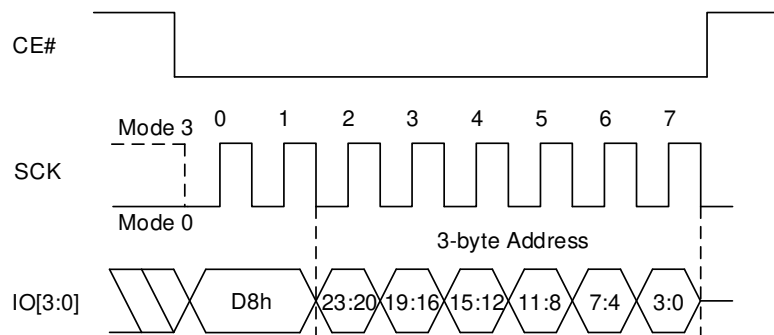 CE#
Mode 3
0 1 2 3 4 5 6 7
SCK
Mode 0
3-byte Address
IO[3:0]
D8h 23:20 19:16 15:12 11:8 7:4 3:0